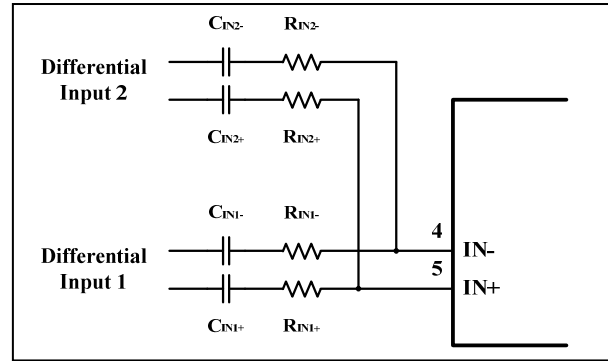 CIN2- RIN2-
Differential
Input 2
CIN2+ RIN2+
CIN1- RIN1-
4
Differential
Input 1
IN-
5
IN+
CIN1+ RIN1+